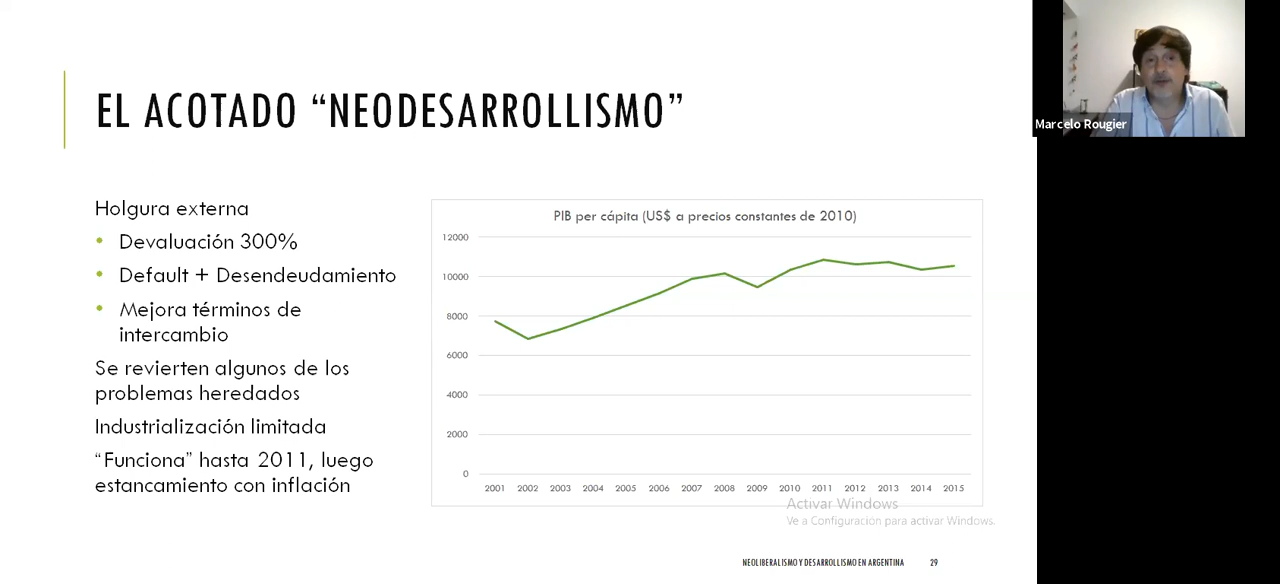 EL ACOTADO “NEODESARROLLISMO”
Marcelo Rougier
Holgura externa
• Devaluación 300%
• Default + Desendeudamiento
• Mejora términos de
intercambio
Se revierten algunos de los
problemas heredados
Industrialización limitada
“Funciona” hasta 2011, luego
estancamiento con inflación
PIB per cápita (US$ a precios constantes de 2010)
12000
10000
8000
6000
4000
2000
0
2001 2002 2003 2004 2005 2006 2007 2008 2009 2010 2011 2012 2013 2014 2015
Activar Windows
Ve a Configuración para activar Windows.
NEOLIBERALISMO Y DESARROLLISMO EN ARGENTINA 29